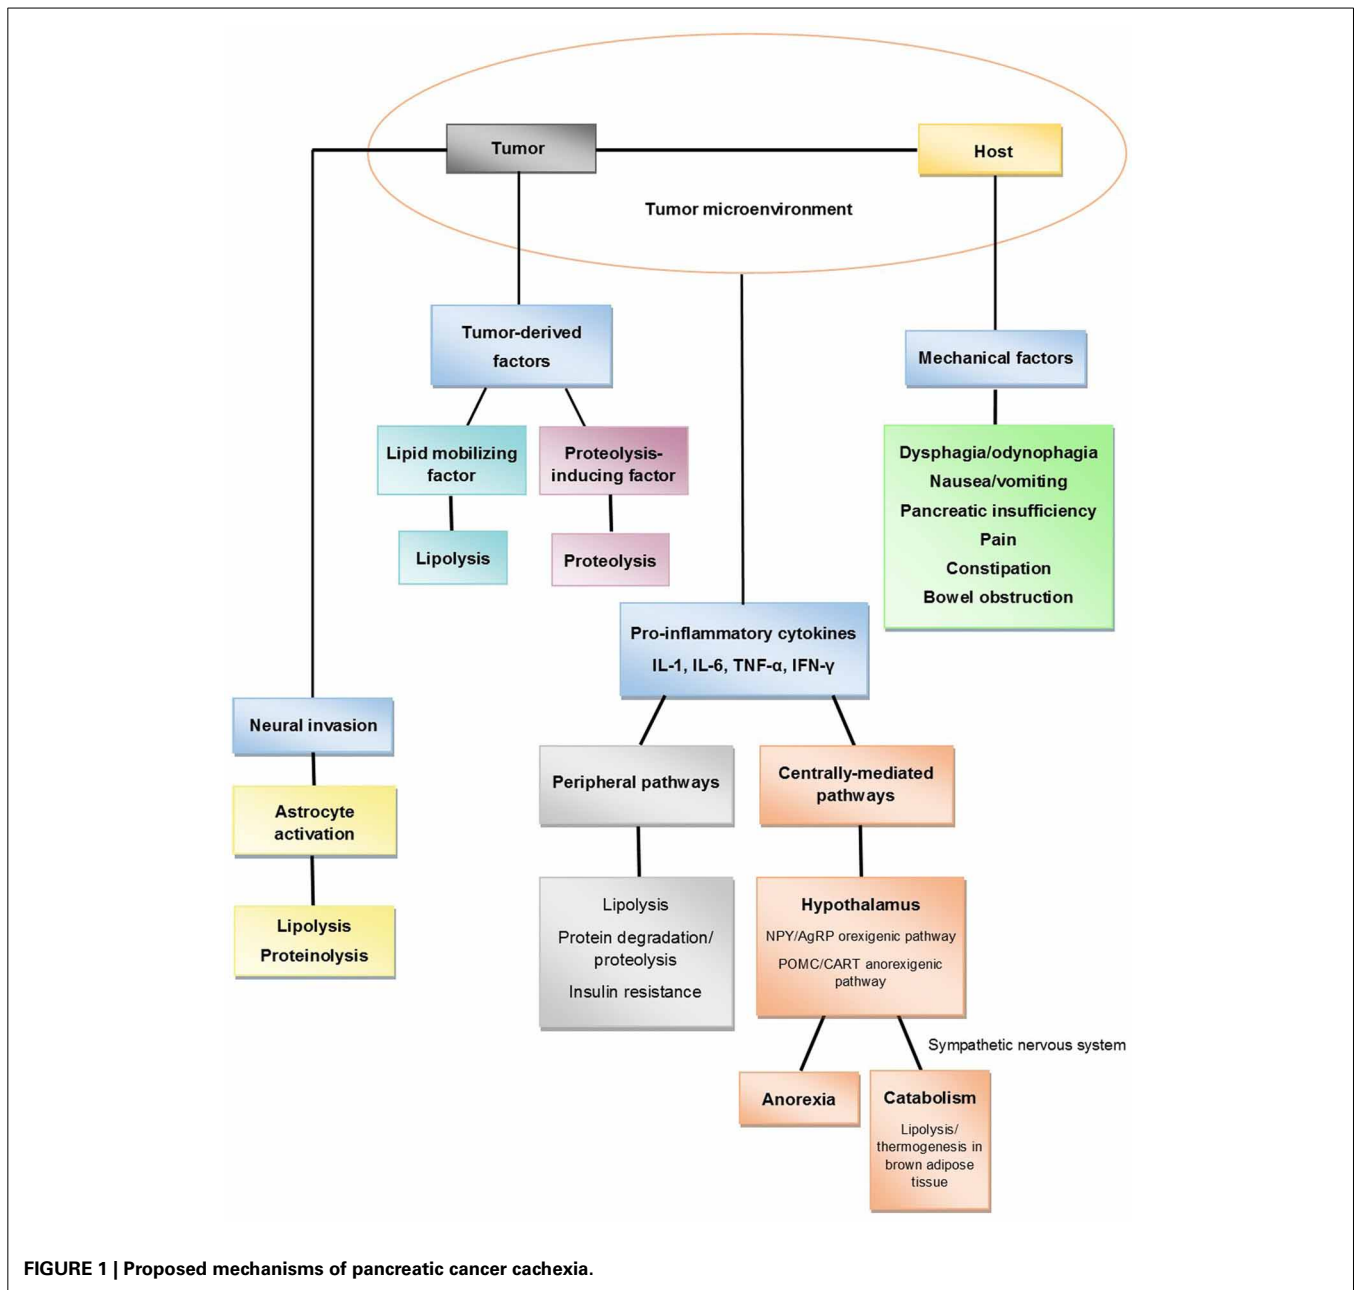 Tumor
Host
Tumor microenvironment
Tumor-derived
factors
Mechanical factors
Lipid mobilizing
factor
Proteolysis-
inducing factor
Dysphagia/odynophagia
Nausea/vomiting
Pancreatic insufficiency
Pain
Constipation
Bowel obstruction
Lipolysis
Proteolysis
Pro-inflammatory cytokines
IL-1, IL-6, TNF-α, IFN-γ
Neural invasion
Peripheral pathways
Centrally-mediated
pathways
Astrocyte
activation
Lipolysis
Proteinolysis
Lipolysis
Protein degradation/
proteolysis
Insulin resistance
Hypothalamus
NPY/AgRP orexigenic pathway
POMC/CART anorexigenic
pathway
Sympathetic nervous system
Anorexia
Catabolism
Lipolysis/
thermogenesis in
brown adipose
tissue
FIGURE 1 | Proposed mechanisms of pancreatic cancer cachexia.